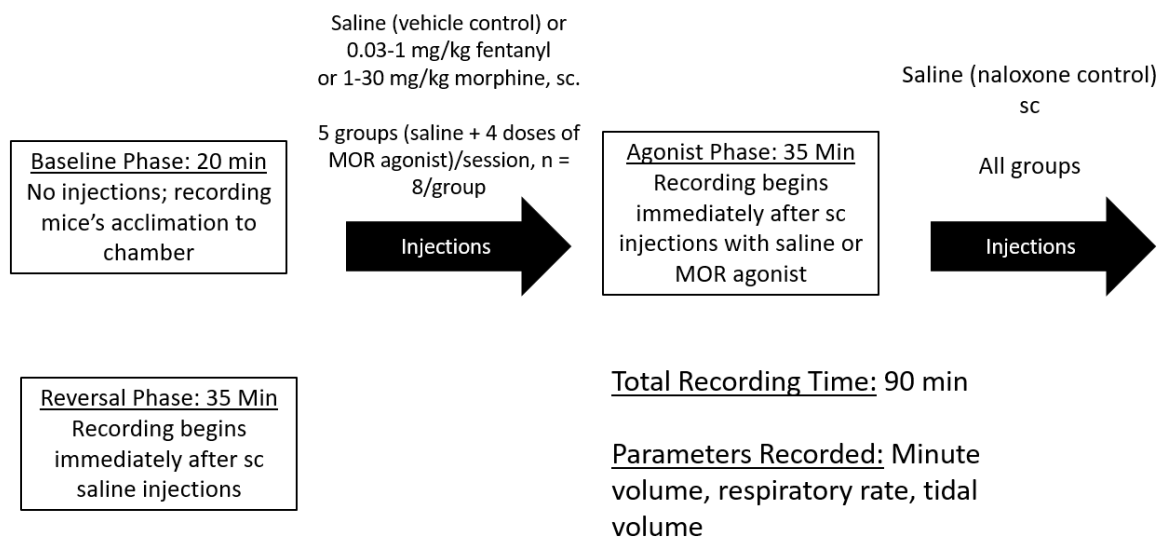 Saline (vehicle control) or
0.03-1 mg/kg fentanyl
or 1-30 mg/kg morphine, sc.
5 groups (saline + 4 doses of
MOR agonist)/session, n =
8/group
Saline (naloxone control)
sc
All groups
Baseline Phase: 20 min
No injections; recording
mice's acclimation to
chamber
Injections
Agonist Phase: 35 Min
Recording begins
immediately after sc
injections with saline or
MOR agonist
Injections
Reversal Phase: 35 Min
Recording begins
immediately after sc
saline injections
Total Recording Time: 90 min
Parameters Recorded: Minute
volume, respiratory rate, tidal
volume